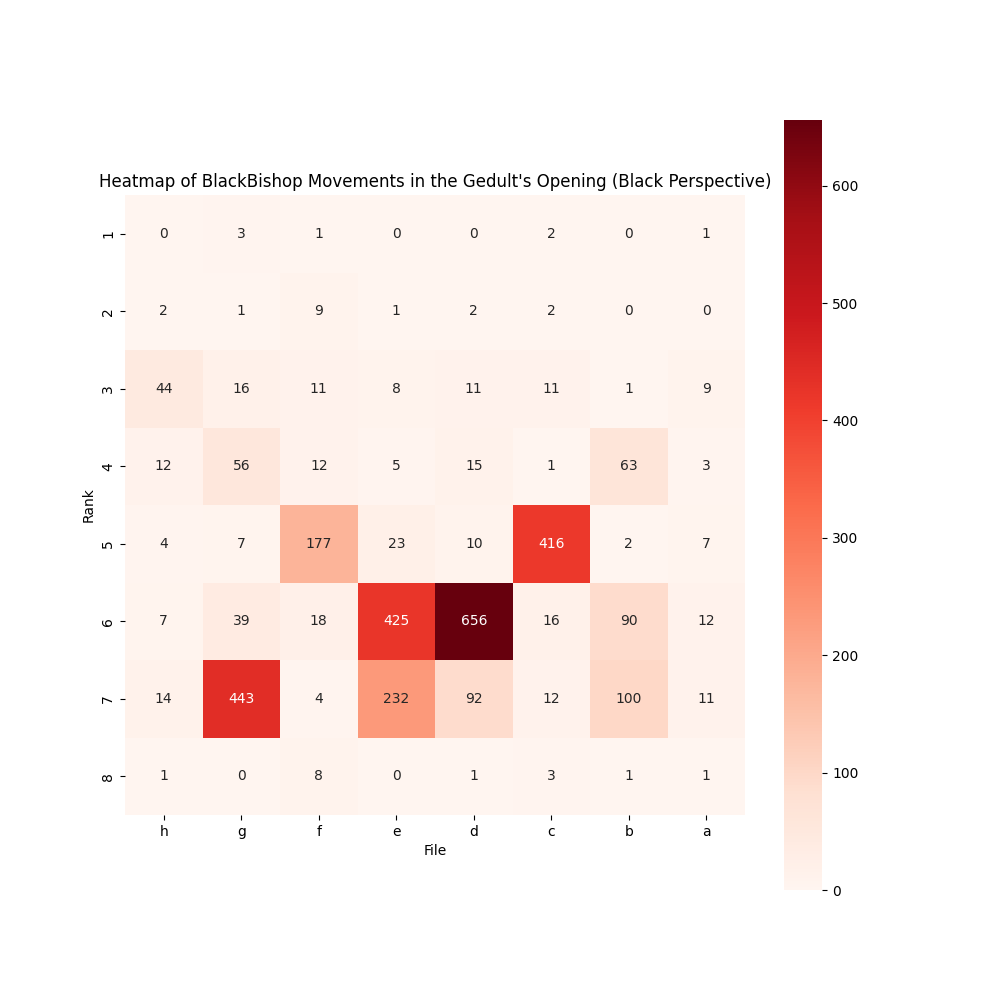 Heatmap of BlackBishop Movements in the Gedult's Opening (Black Perspective)
1 0 3 1 0 0 2 0 1
2 2 1 9 1 2 2 0 0
3 44 16 11 8 11 11 1 9
4 12 56 12 5 15 1 63 3
5 4 7 177 23 10 416 2 7
6 7 39 18 425 656 16 90 12
7 14 443 4 232 92 12 100 11
8 1 0 8 0 1 3 1 1
h g f e d c b a
Rank
File
600
500
400
300
200
100
0